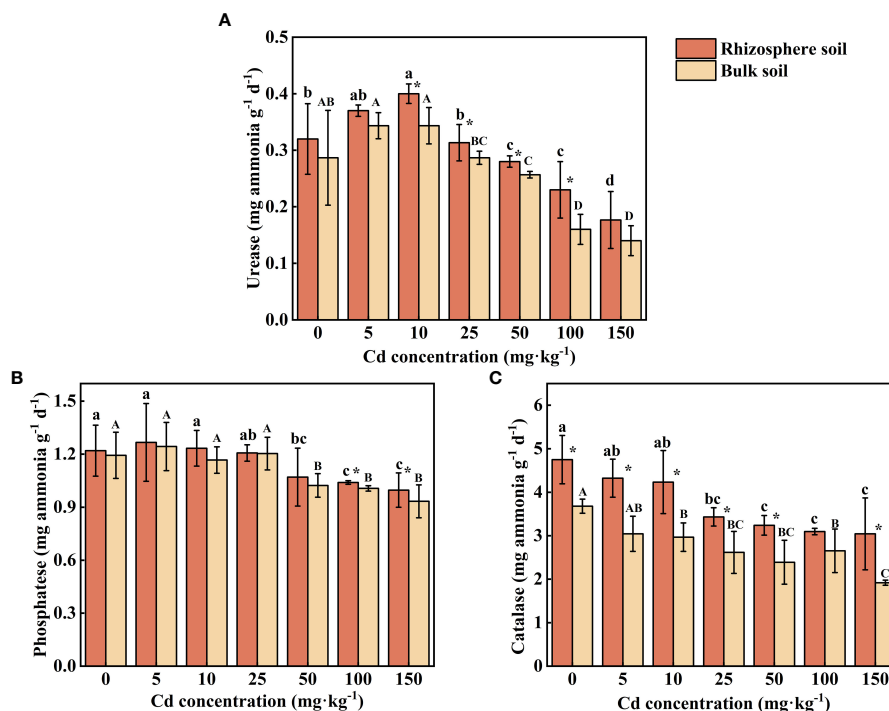 A
Rhizosphere soil
Bulk soil
Urease (mg ammonia g⁻¹ d⁻¹)
0.5
0.4
0.3
0.2
0.1
0.0
b AB ab A a * A b * BC c * C c * D d D
0 5 10 25 50 100 150
Cd concentration (mg·kg⁻¹)
B
Phosphatese (mg ammonia g⁻¹ d⁻¹)
1.5
1.2
0.9
0.6
0.3
0.0
a A a A a A ab A bc B c * B c * B
0 5 10 25 50 100 150
Cd concentration (mg·kg⁻¹)
C
Catalase (mg ammonia g⁻¹ d⁻¹)
6
5
4
3
2
1
0
a * A ab * AB ab * B bc * BC c * BC c B c * C
0 5 10 25 50 100 150
Cd concentration (mg·kg⁻¹)